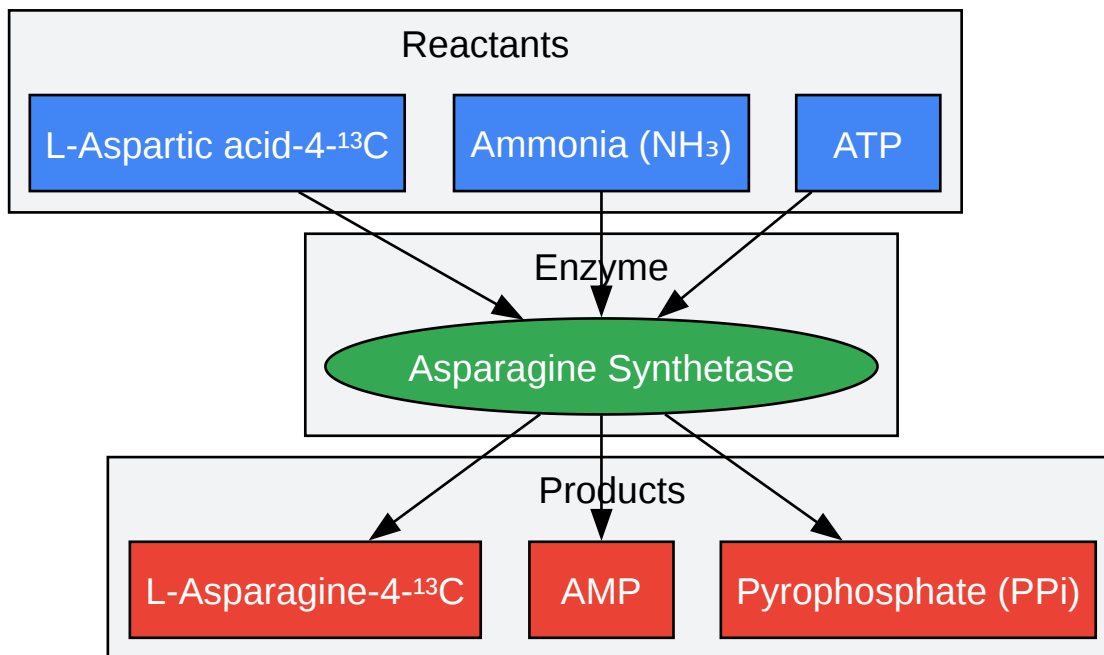 Reactants
L-Aspartic acid-4-¹³C
Ammonia (NH₃)
ATP
Enzyme
Asparagine Synthetase
Products
L-Asparagine-4-¹³C
AMP
Pyrophosphate (PPi)